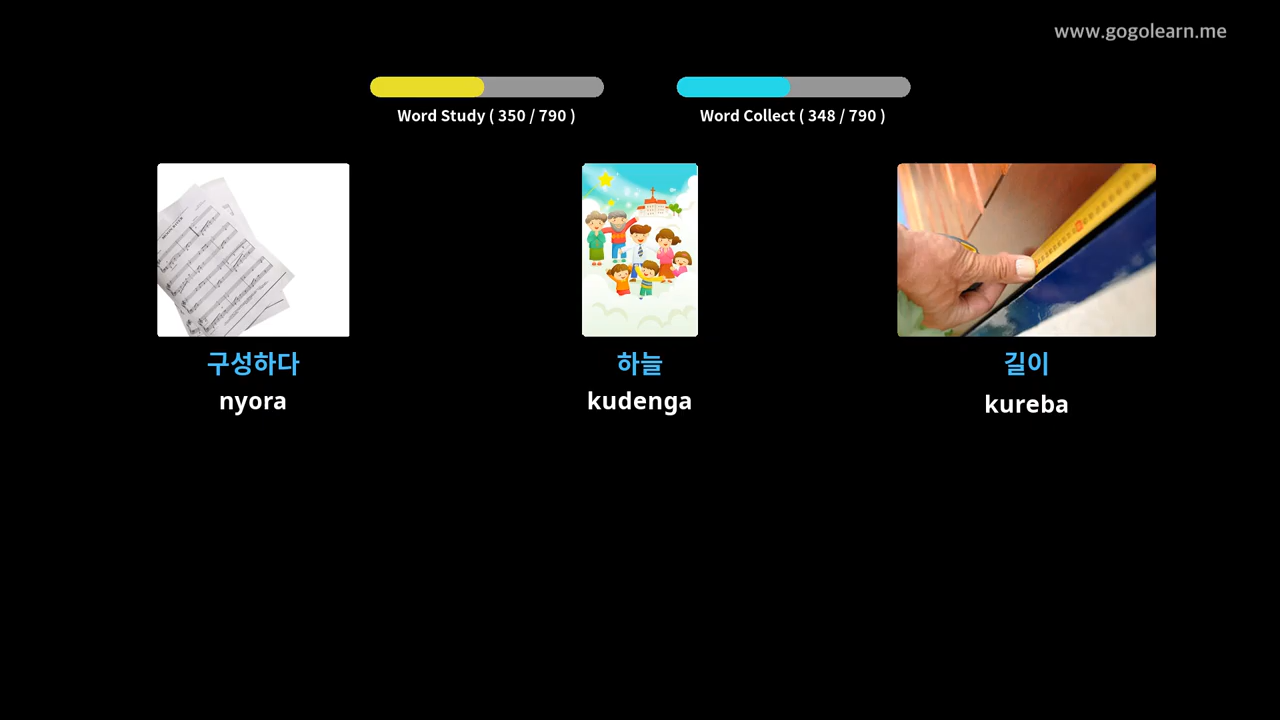 www.gogolearn.me
Word Study ( 350 / 790 )
Word Collect ( 348 / 790 )
구성하다
nyora
하늘
kudenga
길이
kureba